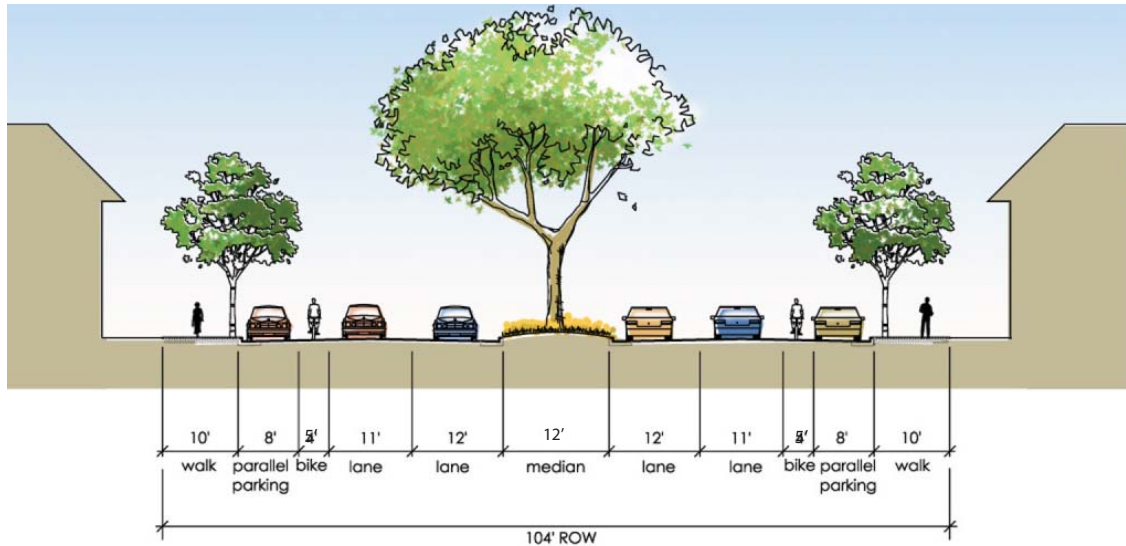 10' 8' 11' 12' 12' 12' 11' 8' 10'
walk parallel parking bike lane lane median lane lane bike parallel parking walk
104' ROW